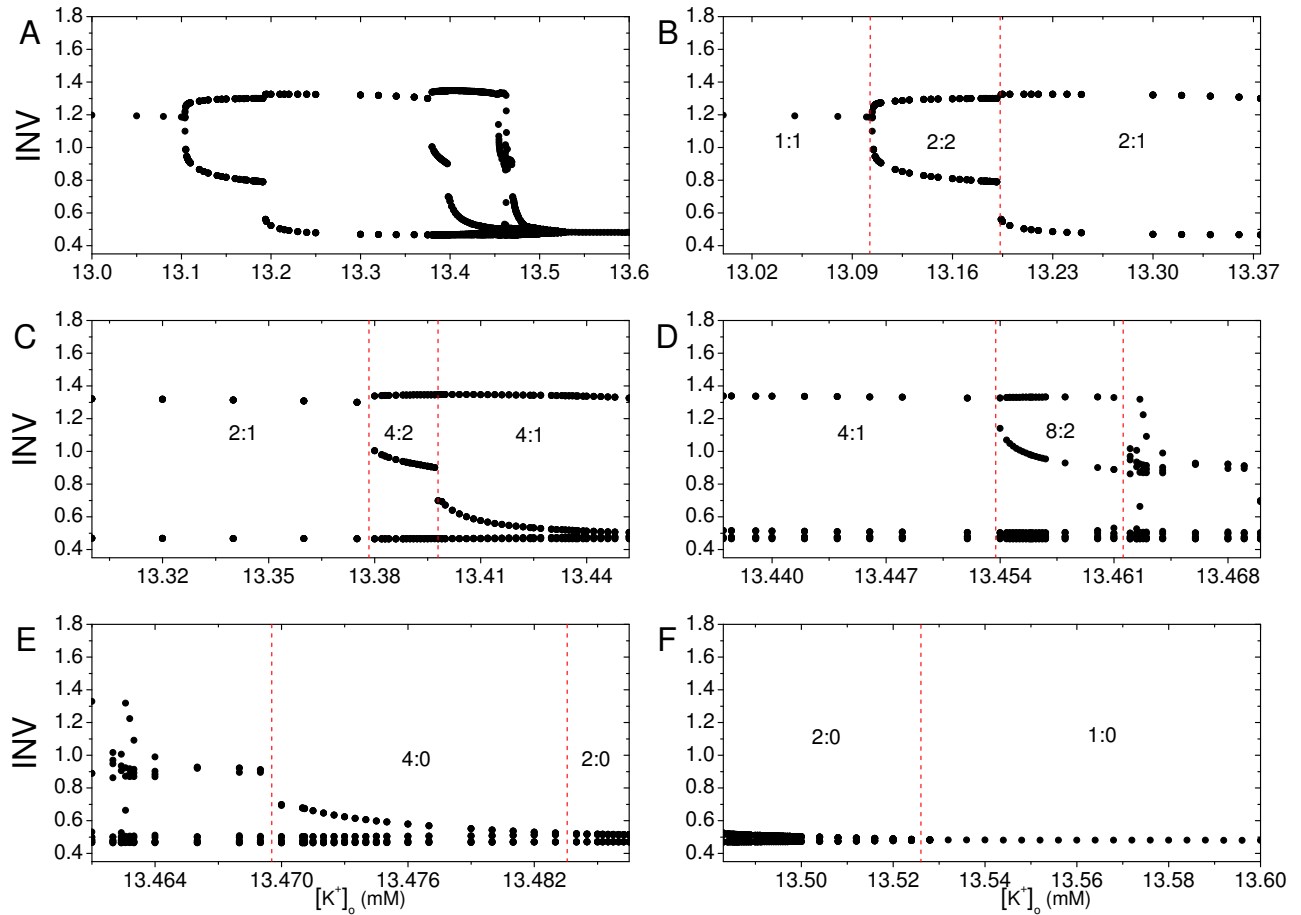 A
INV
1.8
1.6
1.4
1.2
1.0
0.8
0.6
0.4
13.0 13.1 13.2 13.3 13.4 13.5 13.6
B
1.8
1.6
1.4
1.2
1.0
0.8
0.6
0.4
1:1 2:2 2:1
13.02 13.09 13.16 13.23 13.30 13.37
C
INV
1.8
1.6
1.4
1.2
1.0
0.8
0.6
0.4
2:1 4:2 4:1
13.32 13.35 13.38 13.41 13.44
D
1.8
1.6
1.4
1.2
1.0
0.8
0.6
0.4
4:1 8:2
13.440 13.447 13.454 13.461 13.468
E
INV
1.8
1.6
1.4
1.2
1.0
0.8
0.6
0.4
4:0 2:0
13.464 13.470 13.476 13.482
[K⁺]ₒ (mM)
F
1.8
1.6
1.4
1.2
1.0
0.8
0.6
0.4
2:0 1:0
13.50 13.52 13.54 13.56 13.58 13.60
[K⁺]ₒ (mM)